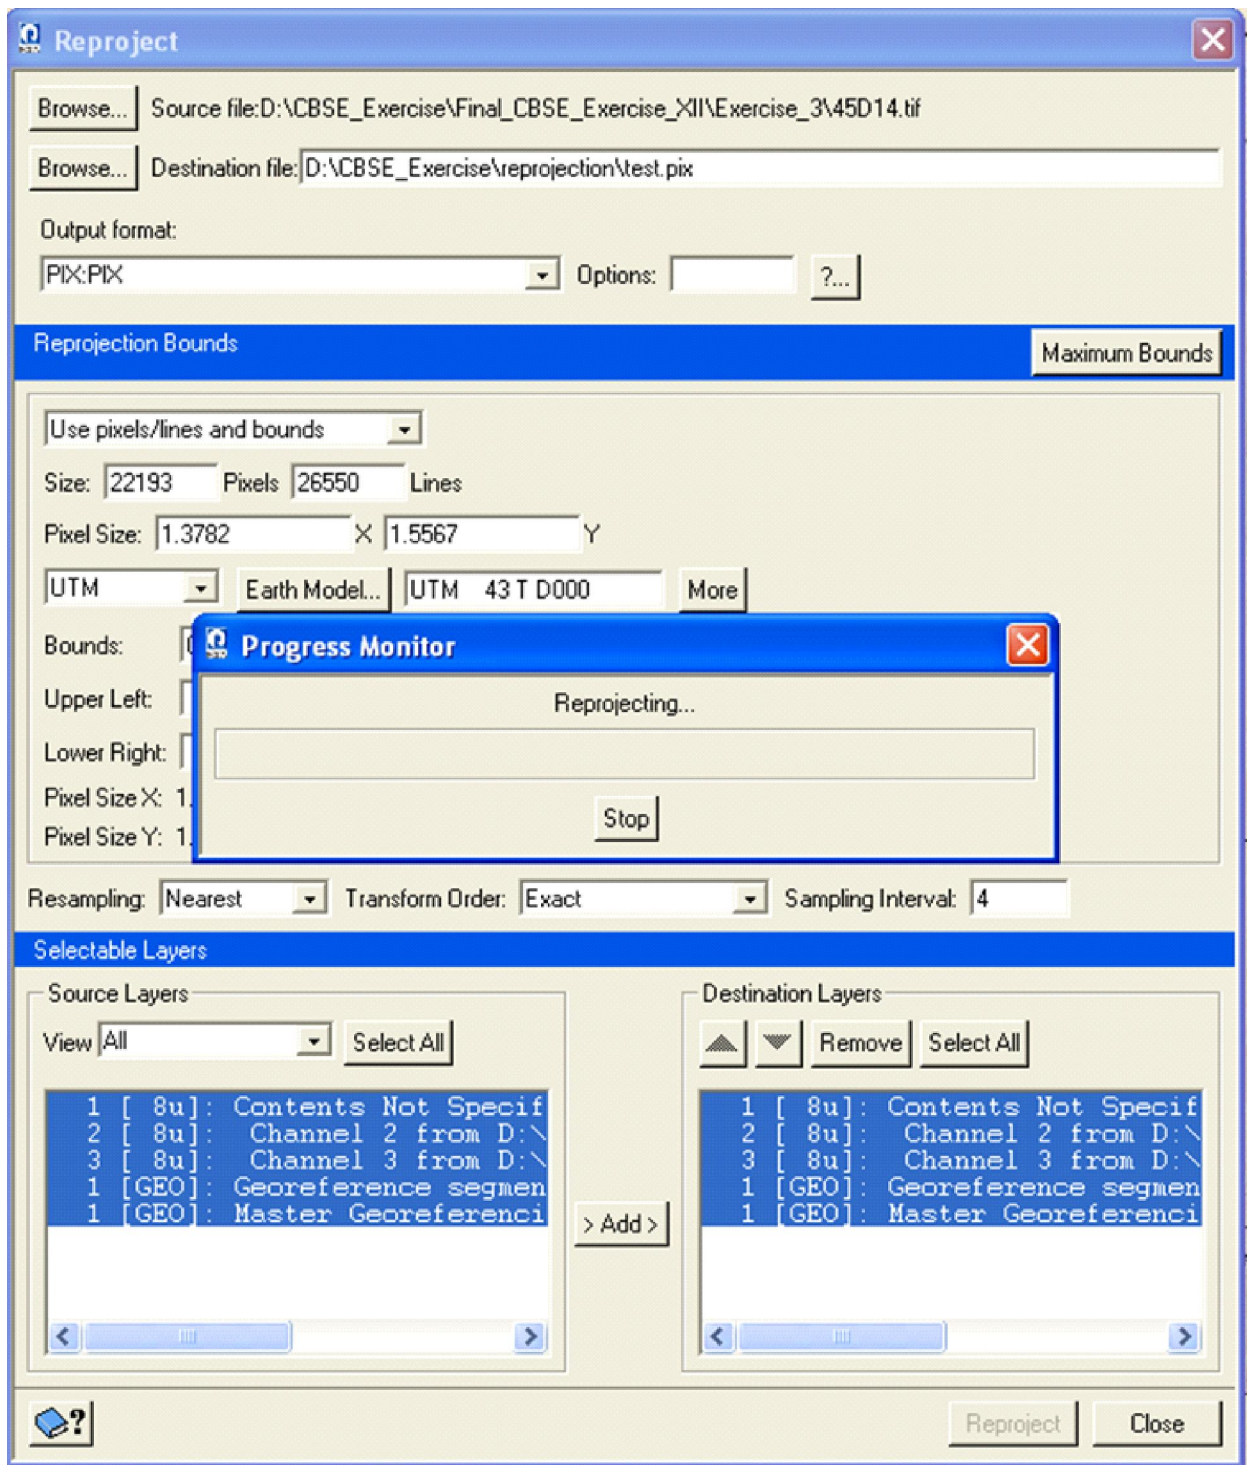 Reproject
Browse... Source file:D:\CBSE_Exercise\Final_CBSE_Exercise_XII\Exercise_3\45D14.tif
Browse... Destination file: D:\CBSE_Exercise\reprojection\test.pix
Output format:
PIX:PIX Options: ?...
Reprojection Bounds Maximum Bounds
Use pixels/lines and bounds
Size: 22193 Pixels 26550 Lines
Pixel Size: 1.3782 X 1.5567 Y
UTM Earth Model... UTM 43 T D000 More
Bounds:
Upper Left:
Lower Right:
Pixel Size X: 1.
Pixel Size Y: 1.
Progress Monitor
Reprojecting...
Stop
Resampling: Nearest Transform Order: Exact Sampling Interval: 4
Selectable Layers
Source Layers
View All Select All
1 [ 8u]: Contents Not Specif
2 [ 8u]: Channel 2 from D:\
3 [ 8u]: Channel 3 from D:\
1 [GEO]: Georeference segmen
1 [GEO]: Master Georeferenci
> Add >
Destination Layers
Remove Select All
1 [ 8u]: Contents Not Specif
2 [ 8u]: Channel 2 from D:\
3 [ 8u]: Channel 3 from D:\
1 [GEO]: Georeference segmen
1 [GEO]: Master Georeferenci
? Reproject Close